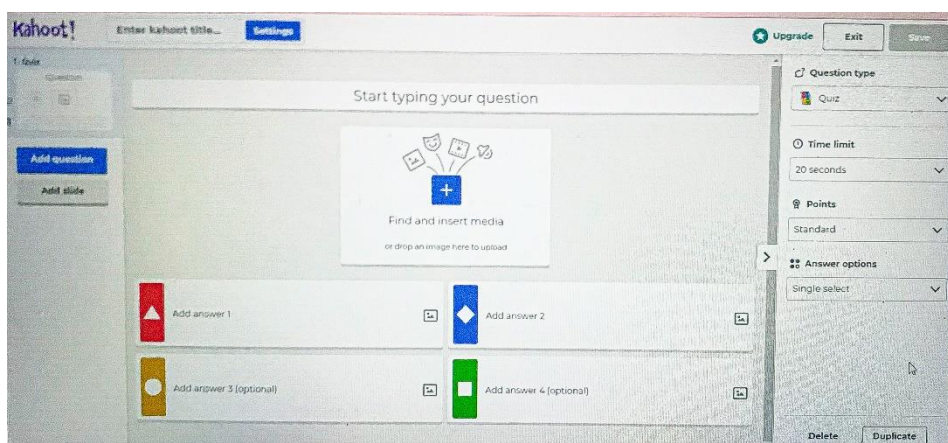 Kahoot!
Enter kahoot title...
Settings
Upgrade
Exit
Save
Question
Add question
Add slide
Start typing your question
Find and insert media
or drop an image here to upload
Add answer 1
Add answer 2
Add answer 3 (optional)
Add answer 4 (optional)
Question type
Quiz
Time limit
20 seconds
Points
Standard
Answer options
Single select
Delete
Duplicate